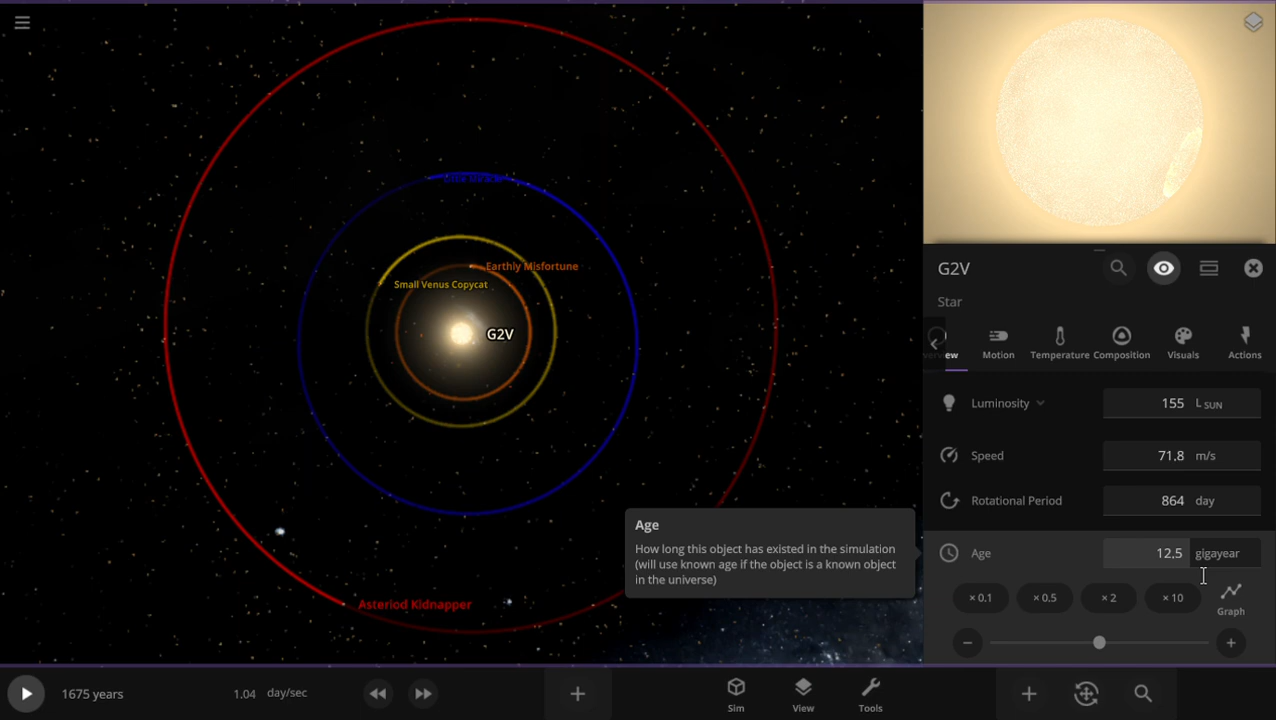 Earthly Misfortune
Small Venus Copycat
G2V
Asteriod Kidnapper
Age
How long this object has existed in the simulation
(will use known age if the object is a known object
in the universe)
1675 years
1.04 day/sec
Sim
View
Tools
G2V
Star
Motion
Temperature
Composition
Visuals
Actions
Luminosity
155 L SUN
Speed
71.8 m/s
Rotational Period
864 day
Age
12.5 gigayear
× 0.1
× 0.5
× 2
× 10
Graph